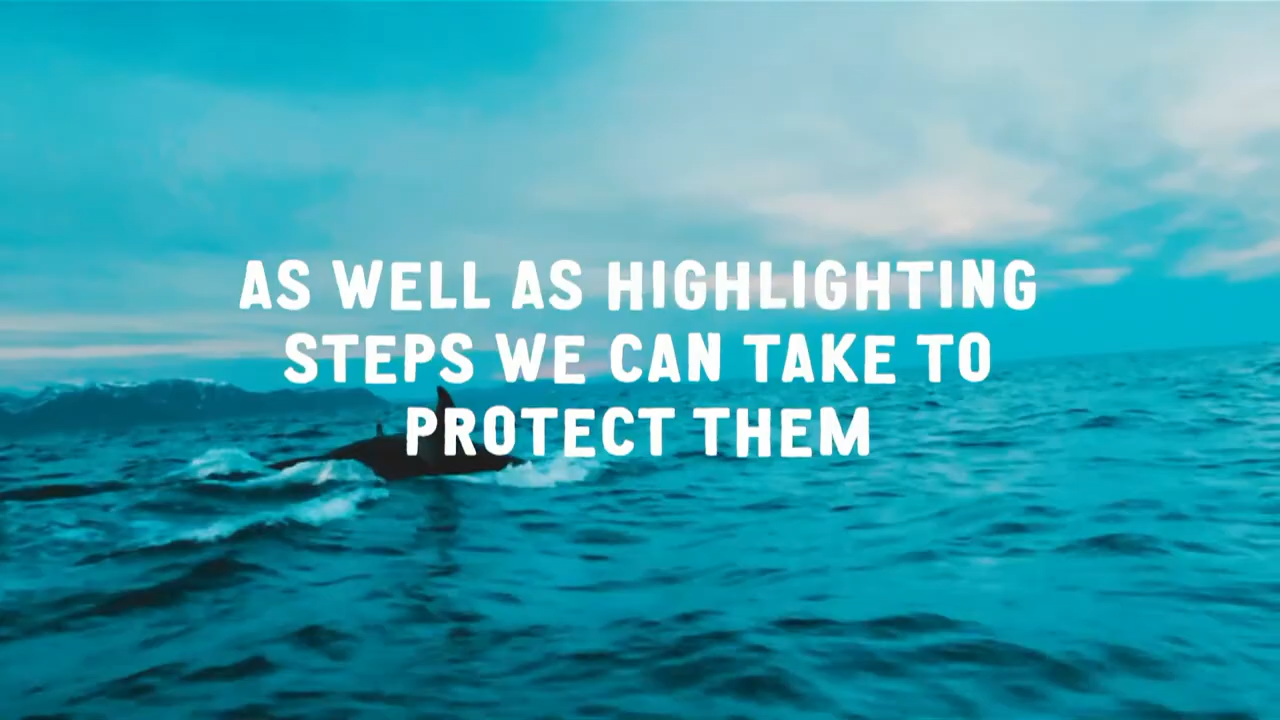 AS WELL AS HIGHLIGHTING
STEPS WE CAN TAKE TO
PROTECT THEM